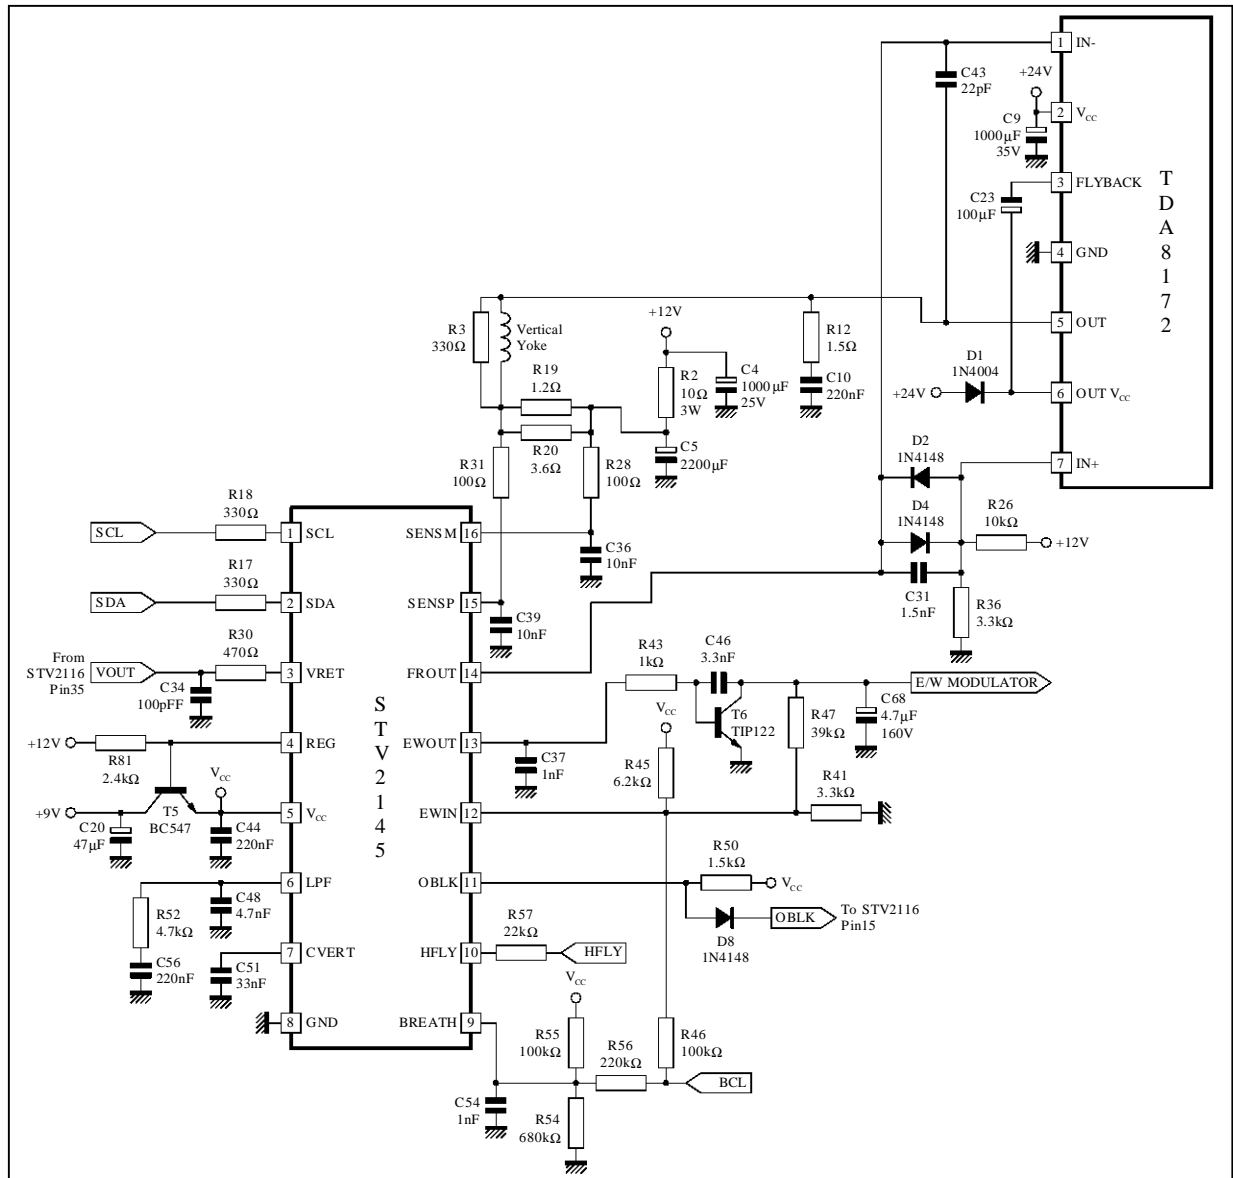 1 IN-
C43
22pF
+24V
2 VCC
C9
1000µF
35V
3 FLYBACK
C23
100µF
4 GND
5 OUT
6 OUT VCC
7 IN+
TDA8172
D1
1N4004
+24V
D2
1N4148
D4
1N4148
C31
1.5nF
R26
10kΩ
+12V
R36
3.3kΩ
R3
330Ω
Vertical
Yoke
R19
1.2Ω
R20
3.6Ω
+12V
R2
10Ω
3W
C4
1000µF
25V
R12
1.5Ω
C10
220nF
C5
2200µF
R31
100Ω
R28
100Ω
C36
10nF
C39
10nF
SCL
R18
330Ω
1 SCL
SDA
R17
330Ω
2 SDA
From
STV2116
Pin35
VOUT
R30
470Ω
C34
100pFF
3 VRET
+12V
R81
2.4kΩ
4 REG
+9V
C20
47µF
T5
BC547
VCC
C44
220nF
5 VCC
6 LPF
C48
4.7nF
R52
4.7kΩ
C56
220nF
7 CVERT
C51
33nF
8 GND
STV2145
SENSM 16
SENSP 15
FROUT 14
EWOUT 13
EWIN 12
OBLK 11
HFLY 10
BREATH 9
R43
1kΩ
C46
3.3nF
T6
TIP122
E/W MODULATOR
C68
4.7µF
160V
R47
39kΩ
C37
1nF
VCC
R45
6.2kΩ
R41
3.3kΩ
R50
1.5kΩ
VCC
D8
1N4148
OBLK
To STV2116
Pin15
R57
22kΩ
HFLY
VCC
R55
100kΩ
R56
220kΩ
R46
100kΩ
BCL
C54
1nF
R54
680kΩ